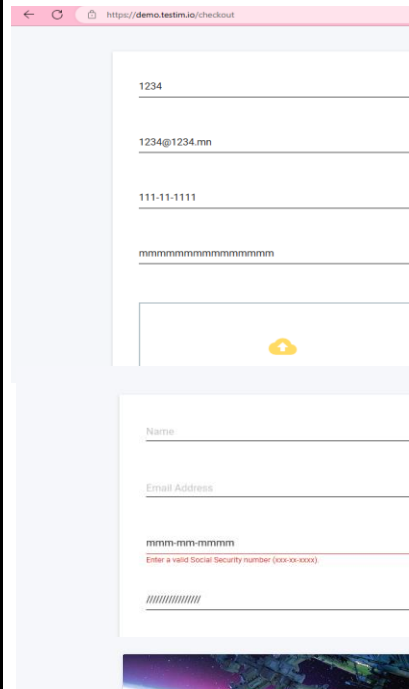 https://demo.testim.io/checkout
1234
1234@1234.mn
111-11-1111
mmmmmmmmmmmmmmmm
Name
Email Address
mmm-mm-mmmm
Enter a valid Social Security number (xxx-xx-xxxx)
////////////////